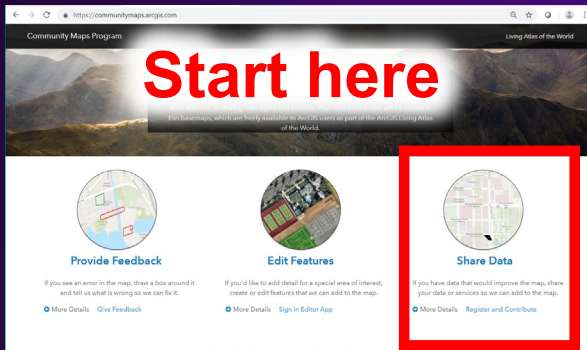 https://communitymaps.arcgis.com
Community Maps Program
Living Atlas of the World
Start here
Esri basemaps, which are freely available to ArcGIS users as part of the ArcGIS Living Atlas
of the World.
Provide Feedback
If you see an error in the map, draw a box around it
and tell us what is wrong so we can fix it.
More Details Give Feedback
Edit Features
If you'd like to add detail for a special area of interest,
create or edit features that we can add to the map.
More Details Sign in Editor App
Share Data
If you have data that would improve the map, share
your data or services so we can add to the map.
More Details Register and Contribute